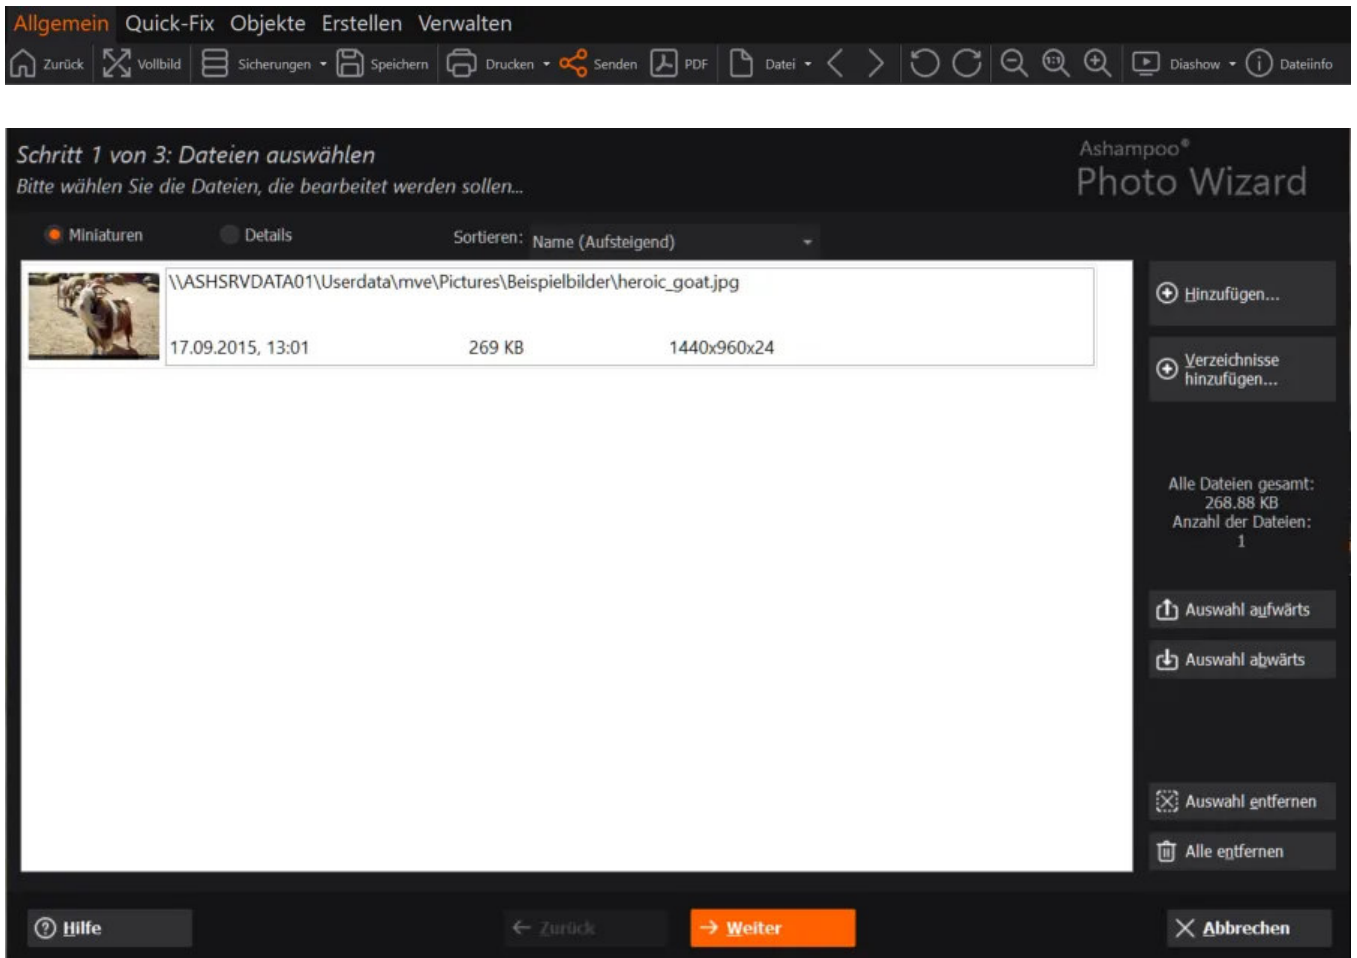 Allgemein Quick-Fix Objekte Erstellen Verwalten
Zurück Vollbild Sicherungen Speichern Drucken Senden PDF Datei 1:1 Diashow Dateiinfo
Schritt 1 von 3: Dateien auswählen
Bitte wählen Sie die Dateien, die bearbeitet werden sollen...
Ashampoo®
Photo Wizard
Miniaturen Details Sortieren: Name (Aufsteigend)
\\ASHSRVDATA01\Userdata\mve\Pictures\Beispielbilder\heroic_goat.jpg
17.09.2015, 13:01 269 KB 1440x960x24
Hinzufügen...
Verzeichnisse
hinzufügen...
Alle Dateien gesamt:
268.88 KB
Anzahl der Dateien:
1
Auswahl aufwärts
Auswahl abwärts
Auswahl entfernen
Alle entfernen
Hilfe Zurück Weiter Abbrechen